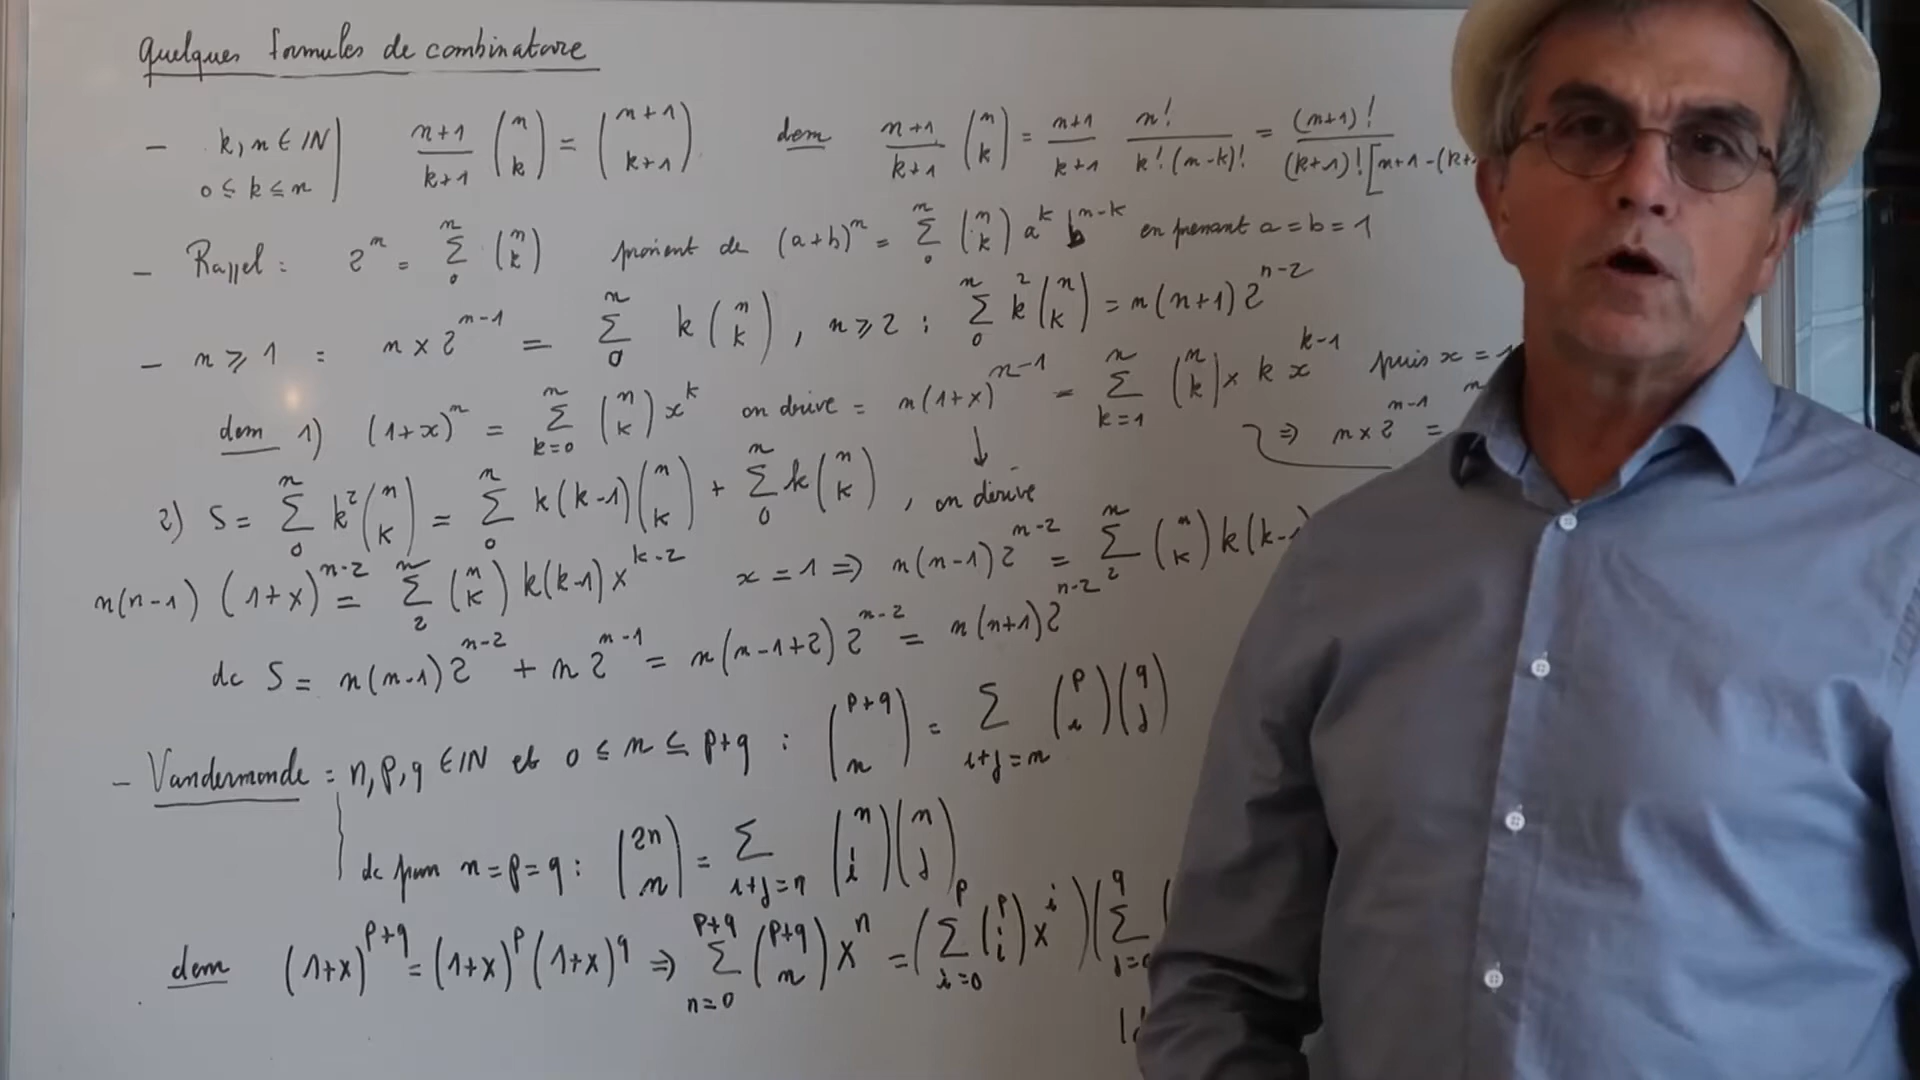 Quelques formules de combinatoire
- k, n ∈ IN, 0 ≤ k ≤ n | (n+1)/(k+1) (n k) = (n+1 k+1) dem (n+1)/(k+1) (n k) = (n+1)/(k+1) n!/(k!(n-k)!) = (n+1)!/((k+1)![n+1-(k+
- Rappel : 2^n = Σ_0^n (n k) provient de (a+b)^n = Σ_0^n (n k) a^k b^(n-k) en prenant a = b = 1
- n ≥ 1 : n × 2^(n-1) = Σ_0^n k (n k), n ≥ 2 : Σ_0^n k^2 (n k) = n(n+1) 2^(n-2)
dem 1) (1+x)^n = Σ_(k=0)^n (n k) x^k on dérive = n(1+x)^(n-1) = Σ_(k=1)^n (n k) × k x^(k-1) puis x = 1
⇒ n × 2^(n-1) =
2) S = Σ_0^n k^2 (n k) = Σ_0^n k(k-1) (n k) + Σ_0^n k (n k), on dérive
n(n-1) (1+x)^(n-2) = Σ_2^n (n k) k(k-1) x^(k-2) x = 1 ⇒ n(n-1) 2^(n-2) = Σ_2^n (n k) k(k-1
dc S = n(n-1) 2^(n-2) + n 2^(n-1) = n(n-1+2) 2^(n-2) = n(n+1) 2^(n-2)
- Vandermonde : n, p, q ∈ IN et 0 ≤ n ≤ p+q : (p+q n) = Σ_(i+j=n) (p i)(q j)
dc pour n = p = q : (2n n) = Σ_(i+j=n) (n i)(n j)
dem (1+x)^(p+q) = (1+x)^p (1+x)^q ⇒ Σ_(n=0)^(p+q) (p+q n) x^n = (Σ_(i=0)^p (p i) x^i)(Σ_(j=0)^q (